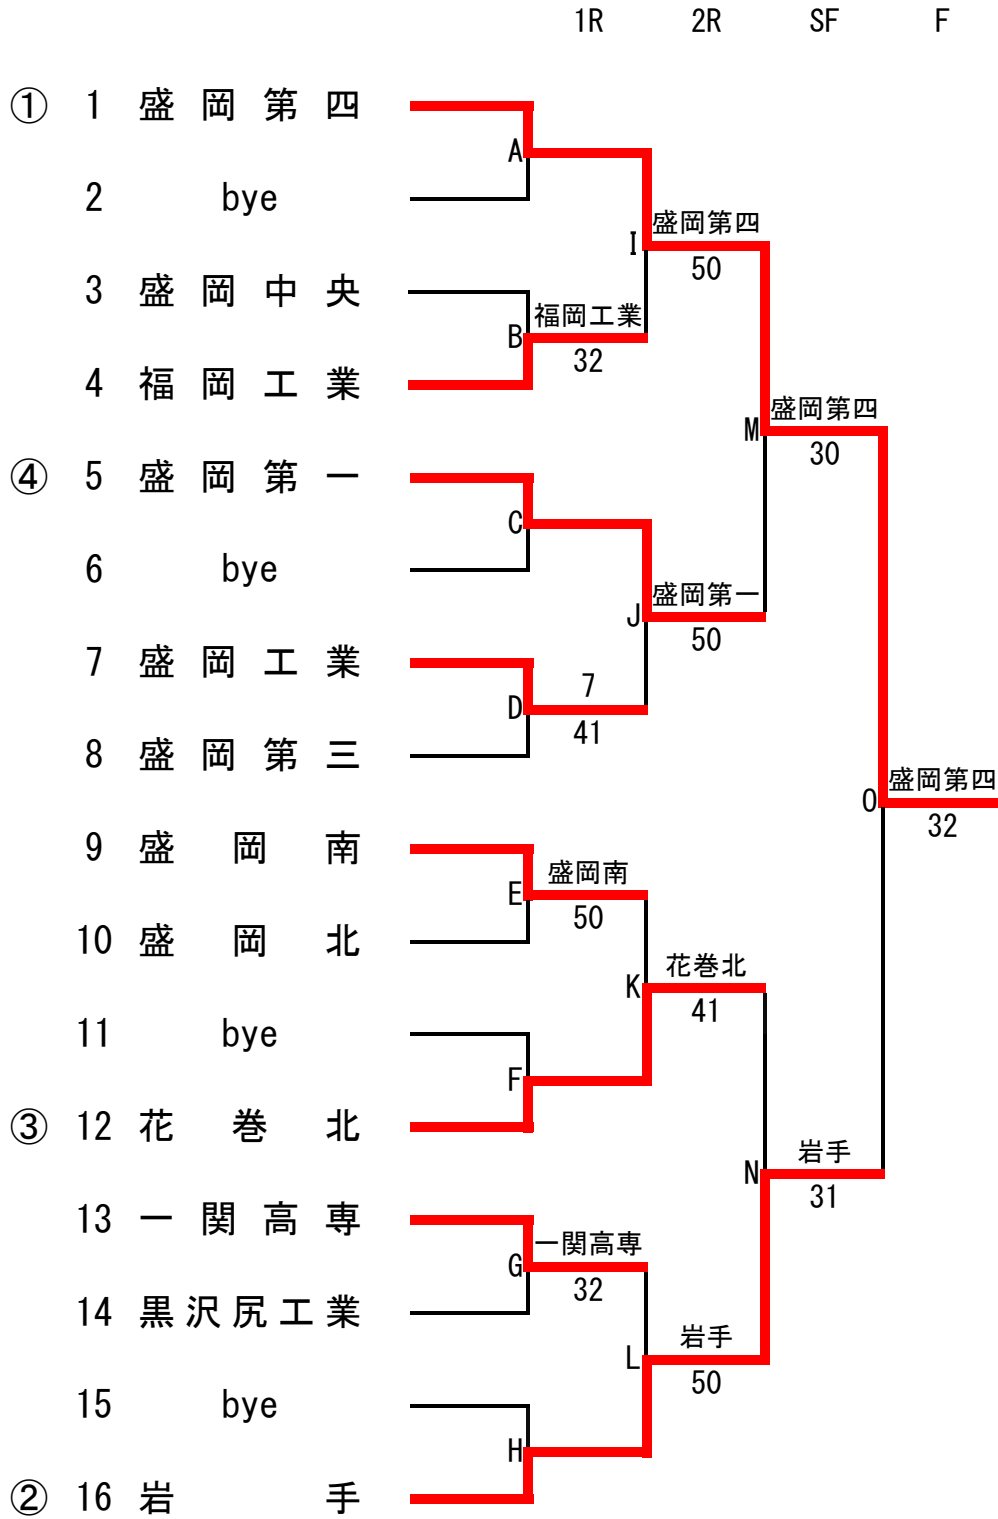 1R 2R SF F
① 1 盛岡第四
A
2 bye
盛岡第四
I
50
3 盛岡中央
福岡工業
B
32
4 福岡工業
盛岡第四
M
30
④ 5 盛岡第一
C
6 bye
盛岡第一
J
50
7 盛岡工業
7
D
41
8 盛岡第三
盛岡第四
O
32
9 盛岡南
盛岡南
E
50
10 盛岡北
花巻北
K
41
11 bye
F
③ 12 花巻北
岩手
N
31
13 一関高専
一関高専
G
32
14 黒沢尻工業
岩手
L
50
15 bye
H
② 16 岩手